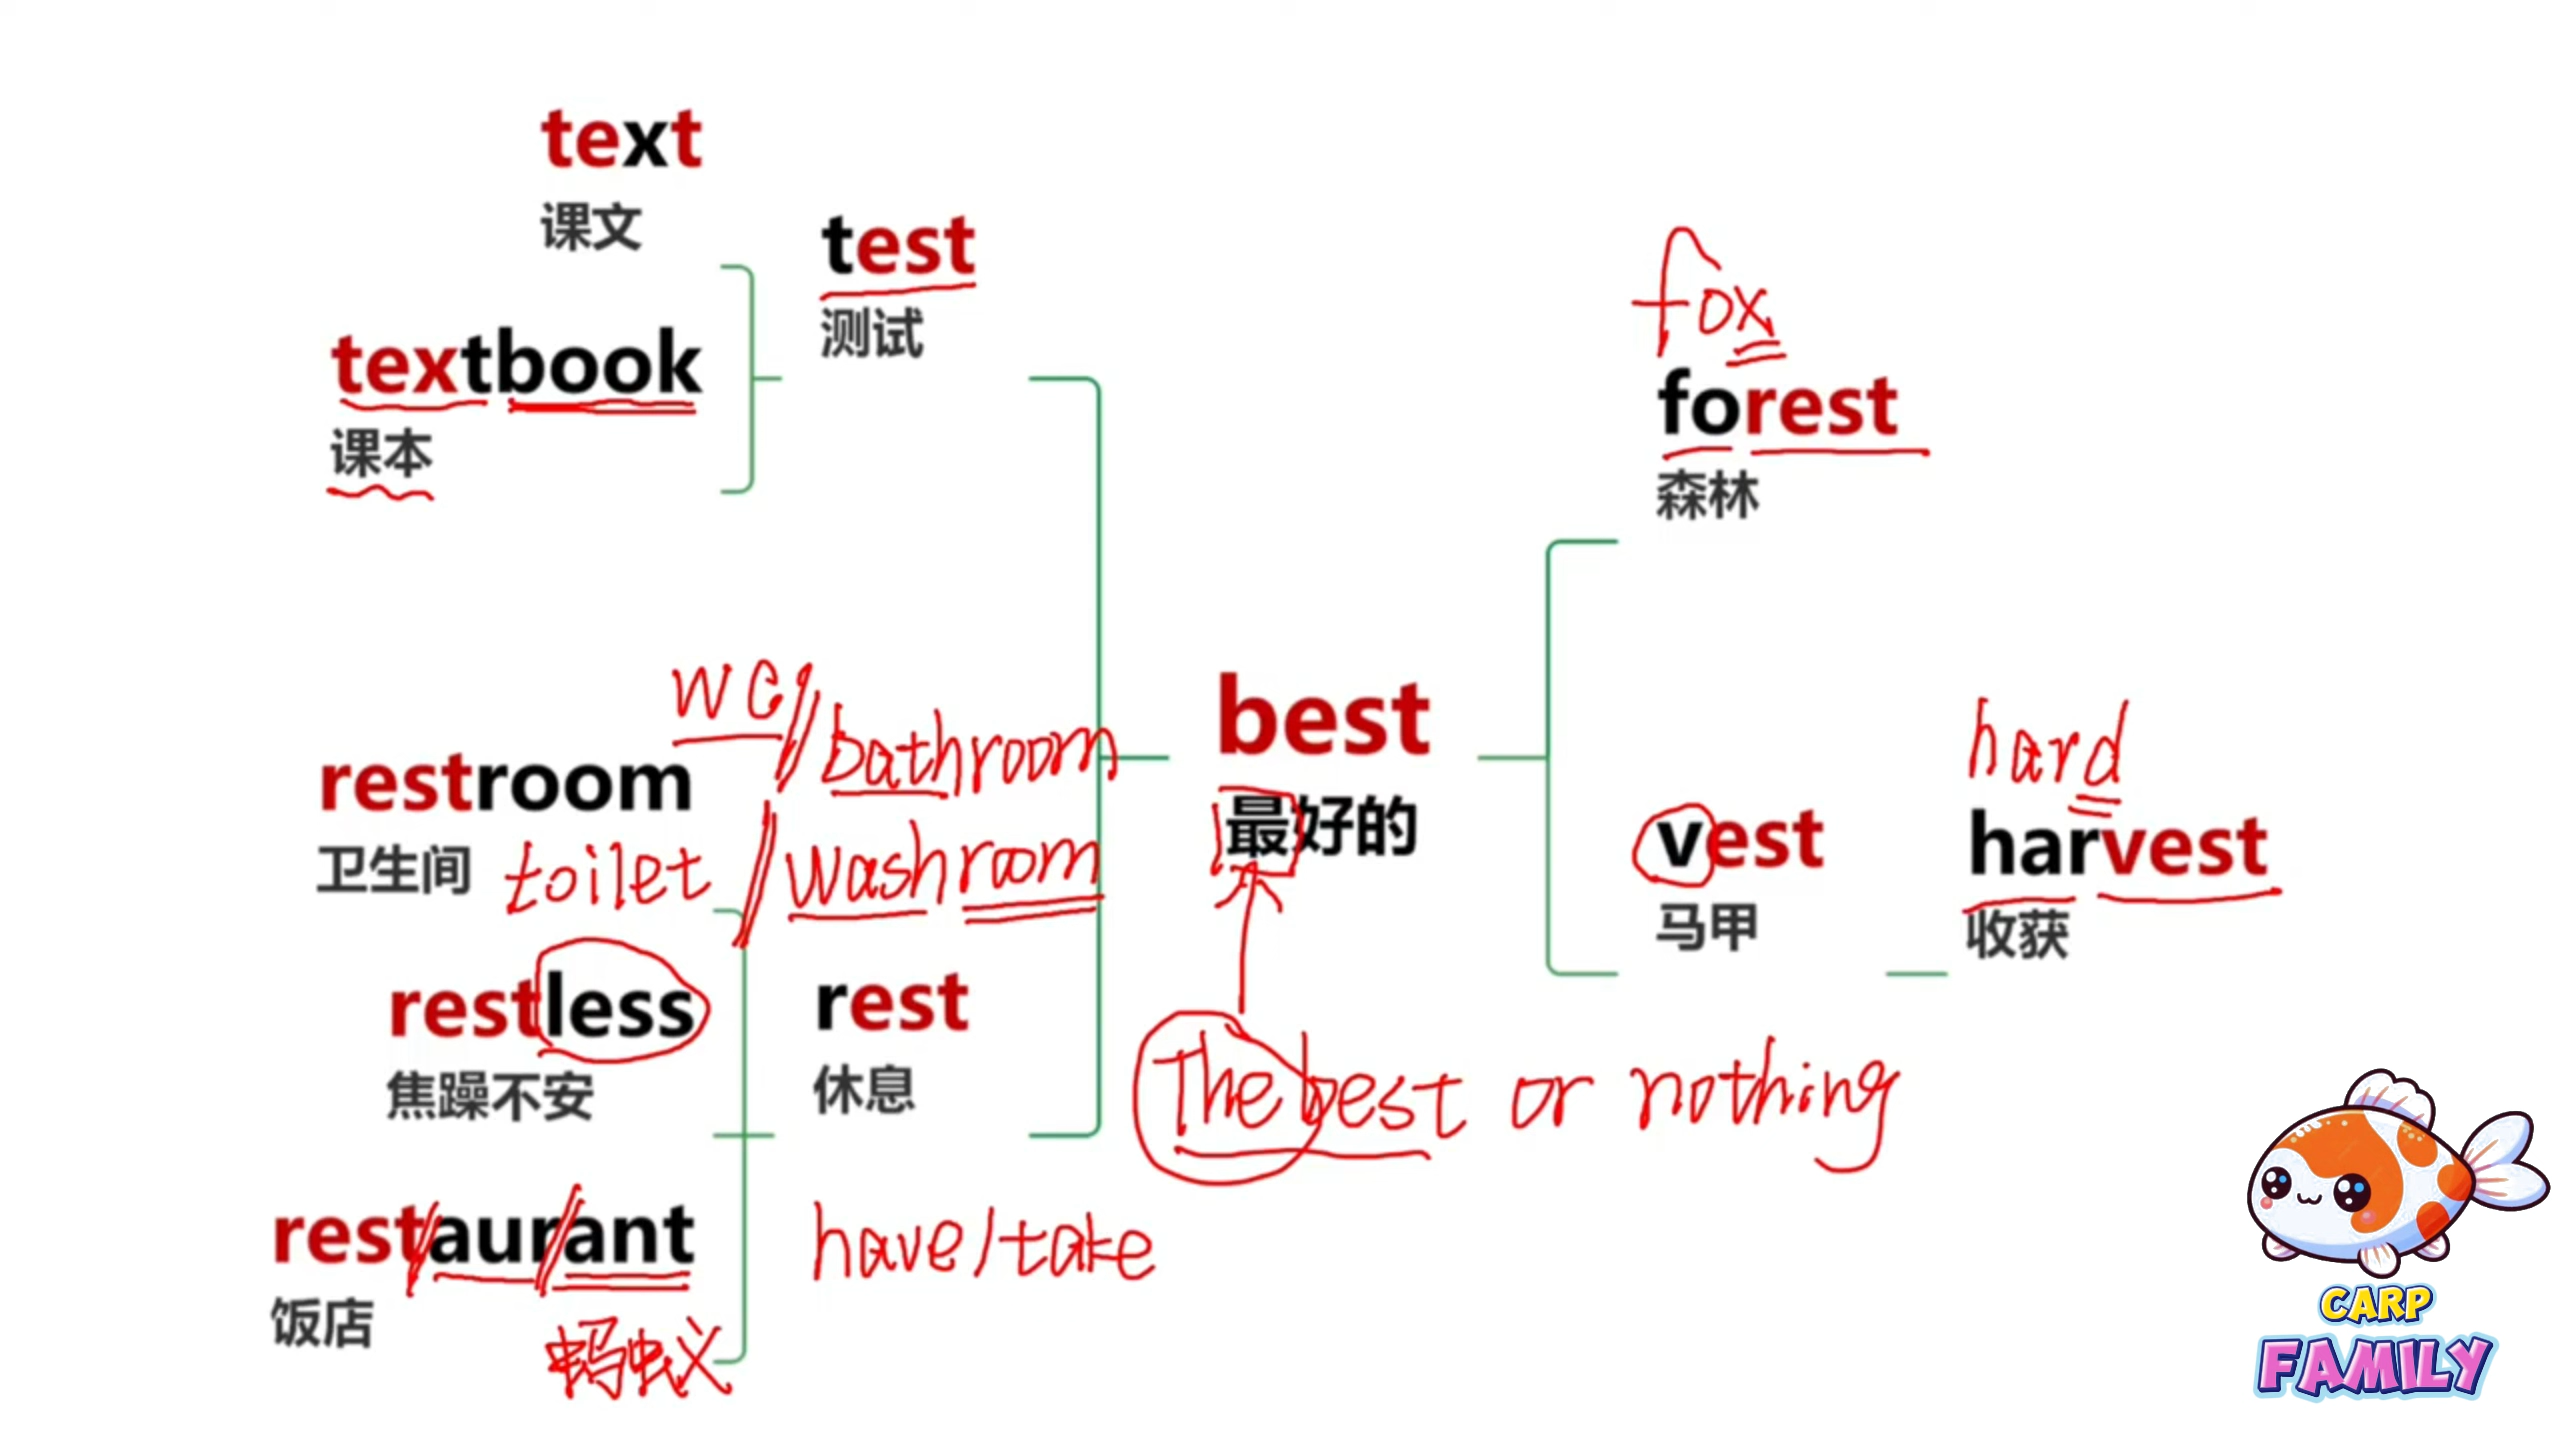 text
课文
test
测试
textbook
课本
fox
forest
森林
best
最好的
The best or nothing
wc
bathroom
restroom
卫生间
toilet
washroom
restless
焦躁不安
rest
休息
have/take
restaurant
饭店
蚂蚁
vest
马甲
hard
harvest
收获
CARP
FAMILY